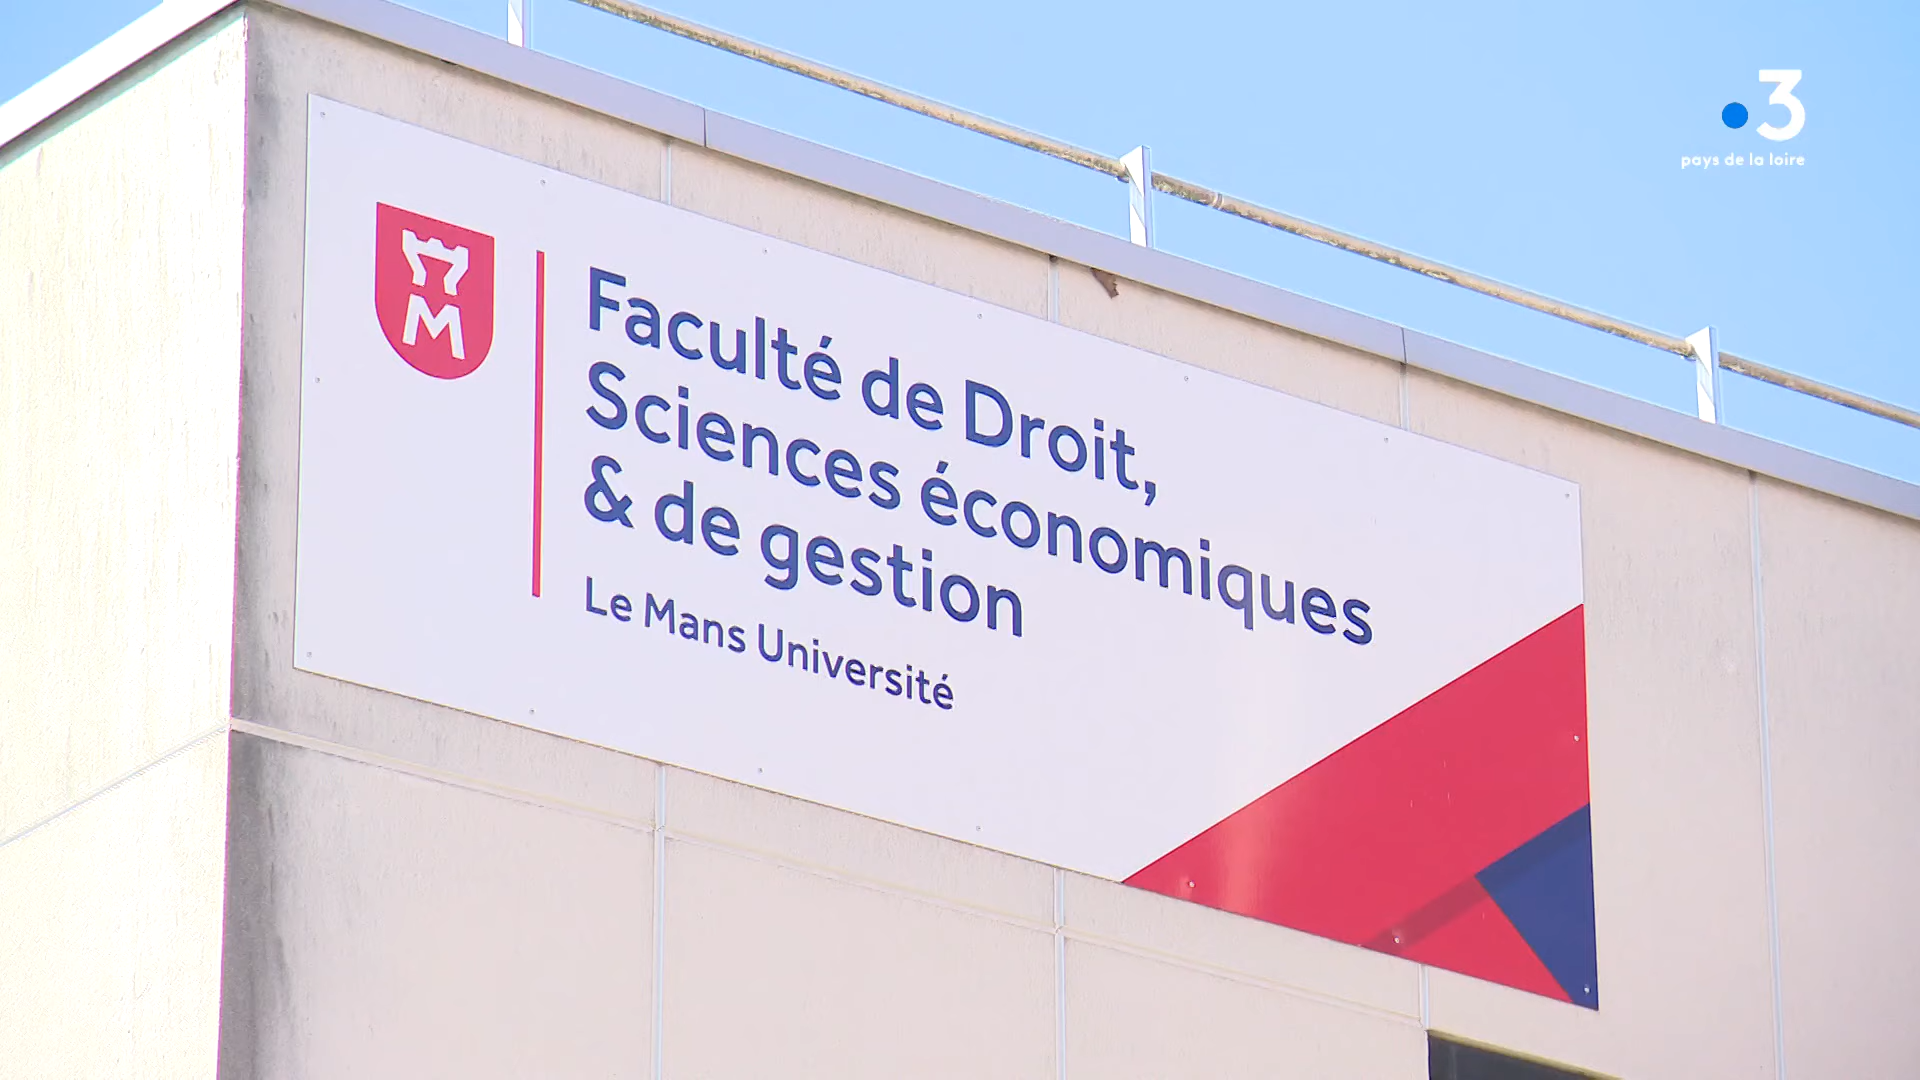 3
pays de la loire
M
Faculté de Droit,
Sciences économiques
& de gestion
Le Mans Université